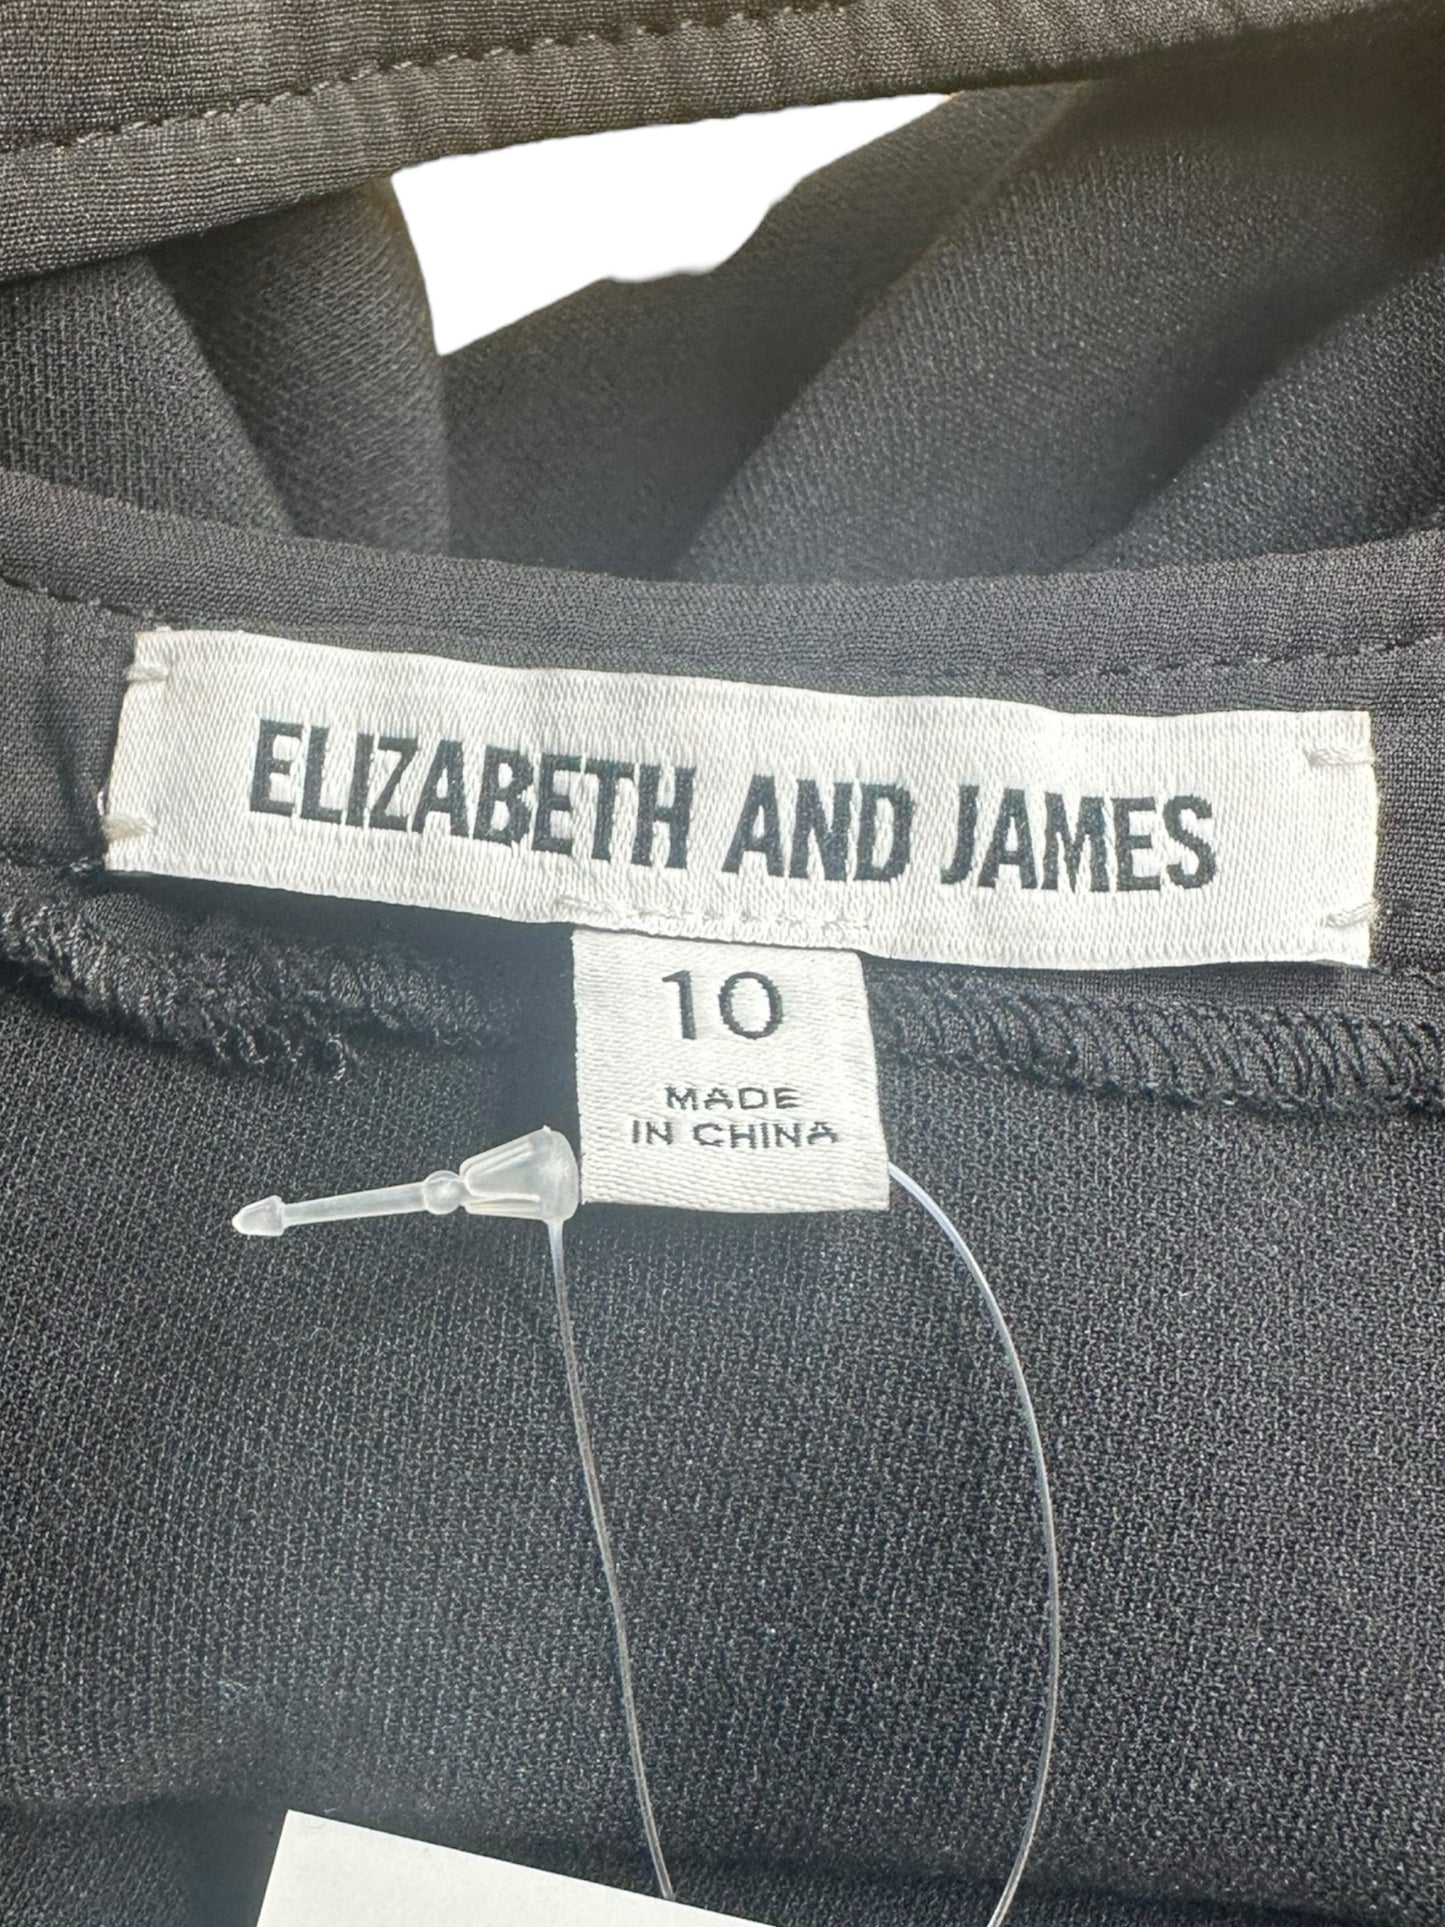 ELIZABETH AND JAMES
10
MADE
IN CHINA